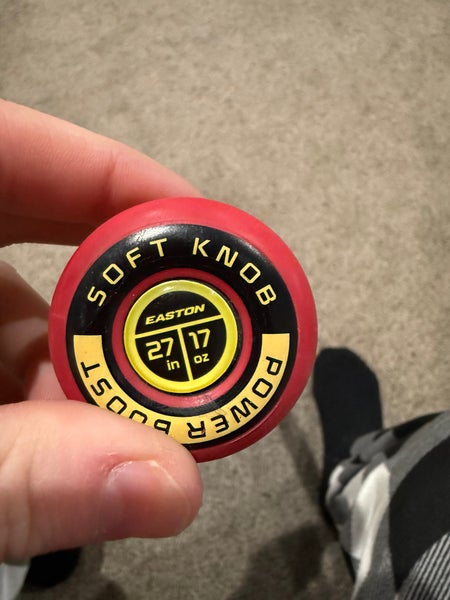 SOFT KNOB
EASTON
27 in
17 oz
POWER BOOST